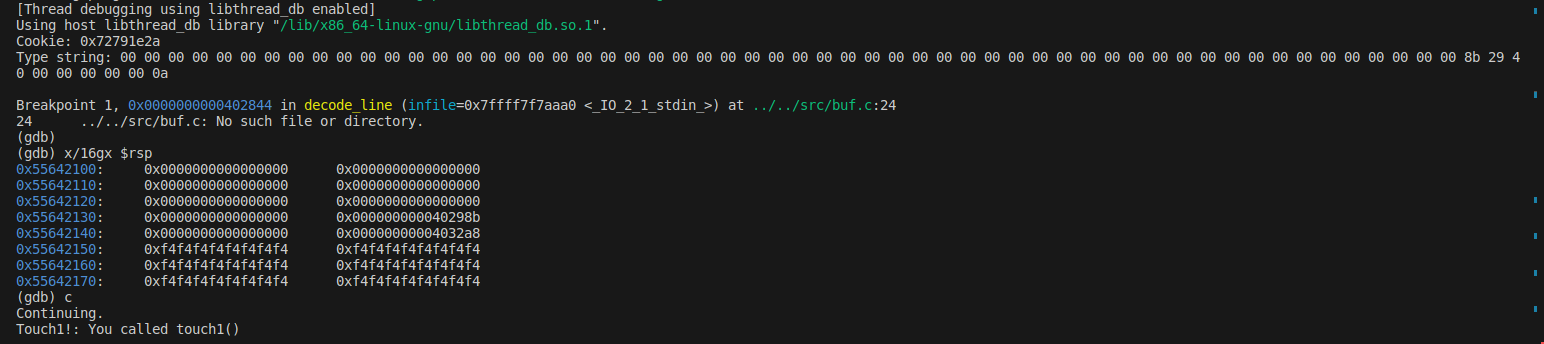 [Thread debugging using libthread_db enabled]
Using host libthread_db library "/lib/x86_64-linux-gnu/libthread_db.so.1".
Cookie: 0x72791e2a
Type string: 00 00 00 00 00 00 00 00 00 00 00 00 00 00 00 00 00 00 00 00 00 00 00 00 00 00 00 00 00 00 00 00 00 00 00 00 00 00 00 00 00 00 00 00 00 00 00 00 00 00 00 00 00 00 00 00 8b 29 4
0 00 00 00 00 00 0a
Breakpoint 1, 0x0000000000402844 in decode_line (infile=0x7ffff7f7aaa0 <_IO_2_1_stdin_>) at ../../src/buf.c:24
24      ../../src/buf.c: No such file or directory.
(gdb)
(gdb) x/16gx $rsp
0x55642100:     0x0000000000000000      0x0000000000000000
0x55642110:     0x0000000000000000      0x0000000000000000
0x55642120:     0x0000000000000000      0x0000000000000000
0x55642130:     0x0000000000000000      0x000000000040298b
0x55642140:     0x0000000000000000      0x00000000004032a8
0x55642150:     0xf4f4f4f4f4f4f4f4      0xf4f4f4f4f4f4f4f4
0x55642160:     0xf4f4f4f4f4f4f4f4      0xf4f4f4f4f4f4f4f4
0x55642170:     0xf4f4f4f4f4f4f4f4      0xf4f4f4f4f4f4f4f4
(gdb) c
Continuing.
Touch1!: You called touch1()